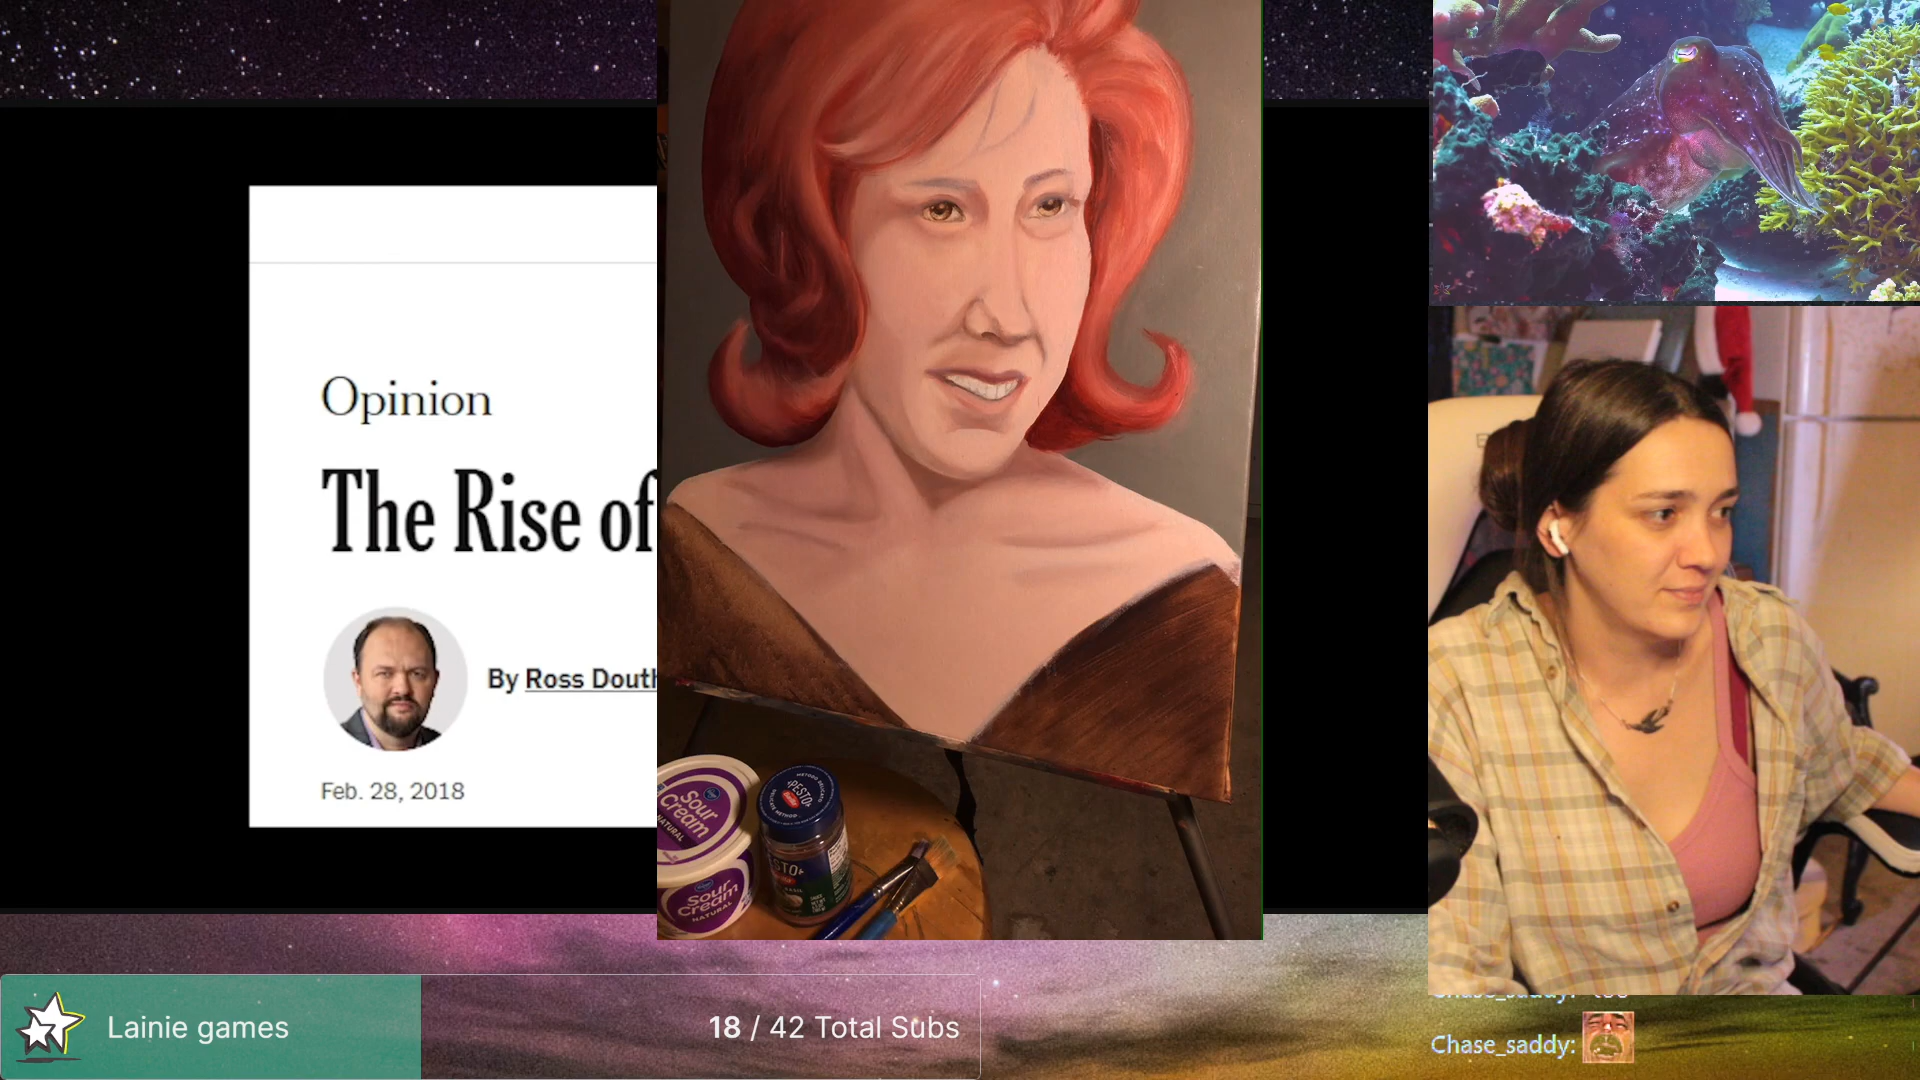 Opinion
The Rise of
By Ross Douth
Feb. 28, 2018
Sour
Cream
NATURAL
PESTO
Sour
Cream
NATURAL
Lainie games
18 / 42 Total Subs
Chase_saddy: